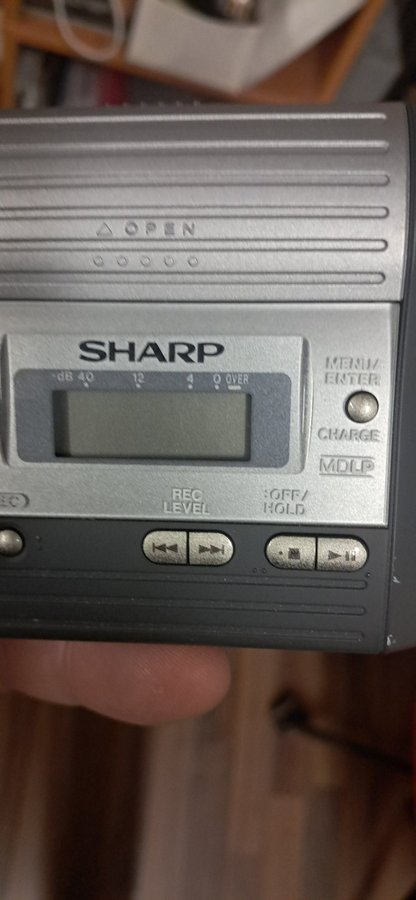 △ OPEN
SHARP
-dB 40 12 4 0 OVER
MENU/
ENTER
CHARGE
MDLP
REC
LEVEL
:OFF/
HOLD